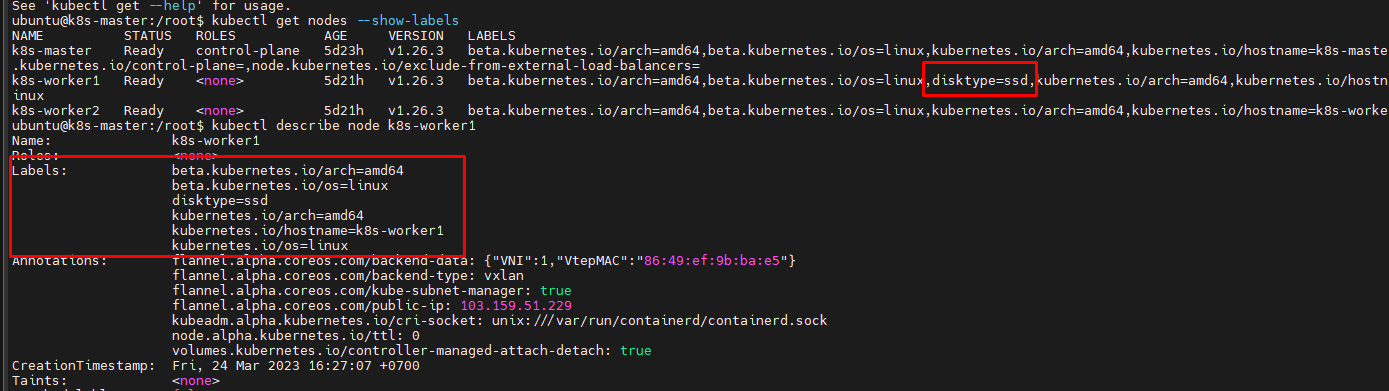 See 'kubectl get --help' for usage.
ubuntu@k8s-master:/root$ kubectl get nodes --show-labels
NAME STATUS ROLES AGE VERSION LABELS
k8s-master Ready control-plane 5d23h v1.26.3 beta.kubernetes.io/arch=amd64,beta.kubernetes.io/os=linux,kubernetes.io/arch=amd64,kubernetes.io/hostname=k8s-master
.kubernetes.io/control-plane=,node.kubernetes.io/exclude-from-external-load-balancers=
k8s-worker1 Ready <none> 5d21h v1.26.3 beta.kubernetes.io/arch=amd64,beta.kubernetes.io/os=linux,disktype=ssd,kubernetes.io/arch=amd64,kubernetes.io/hostn
inux
k8s-worker2 Ready <none> 5d21h v1.26.3 beta.kubernetes.io/arch=amd64,beta.kubernetes.io/os=linux,kubernetes.io/arch=amd64,kubernetes.io/hostname=k8s-worke
ubuntu@k8s-master:/root$ kubectl describe node k8s-worker1
Name: k8s-worker1
Roles: <none>
Labels: beta.kubernetes.io/arch=amd64
beta.kubernetes.io/os=linux
disktype=ssd
kubernetes.io/arch=amd64
kubernetes.io/hostname=k8s-worker1
kubernetes.io/os=linux
Annotations: flannel.alpha.coreos.com/backend-data: {"VNI":1,"VtepMAC":"86:49:ef:9b:ba:e5"}
flannel.alpha.coreos.com/backend-type: vxlan
flannel.alpha.coreos.com/kube-subnet-manager: true
flannel.alpha.coreos.com/public-ip: 103.159.51.229
kubeadm.alpha.kubernetes.io/cri-socket: unix:///var/run/containerd/containerd.sock
node.alpha.kubernetes.io/ttl: 0
volumes.kubernetes.io/controller-managed-attach-detach: true
CreationTimestamp: Fri, 24 Mar 2023 16:27:07 +0700
Taints: <none>